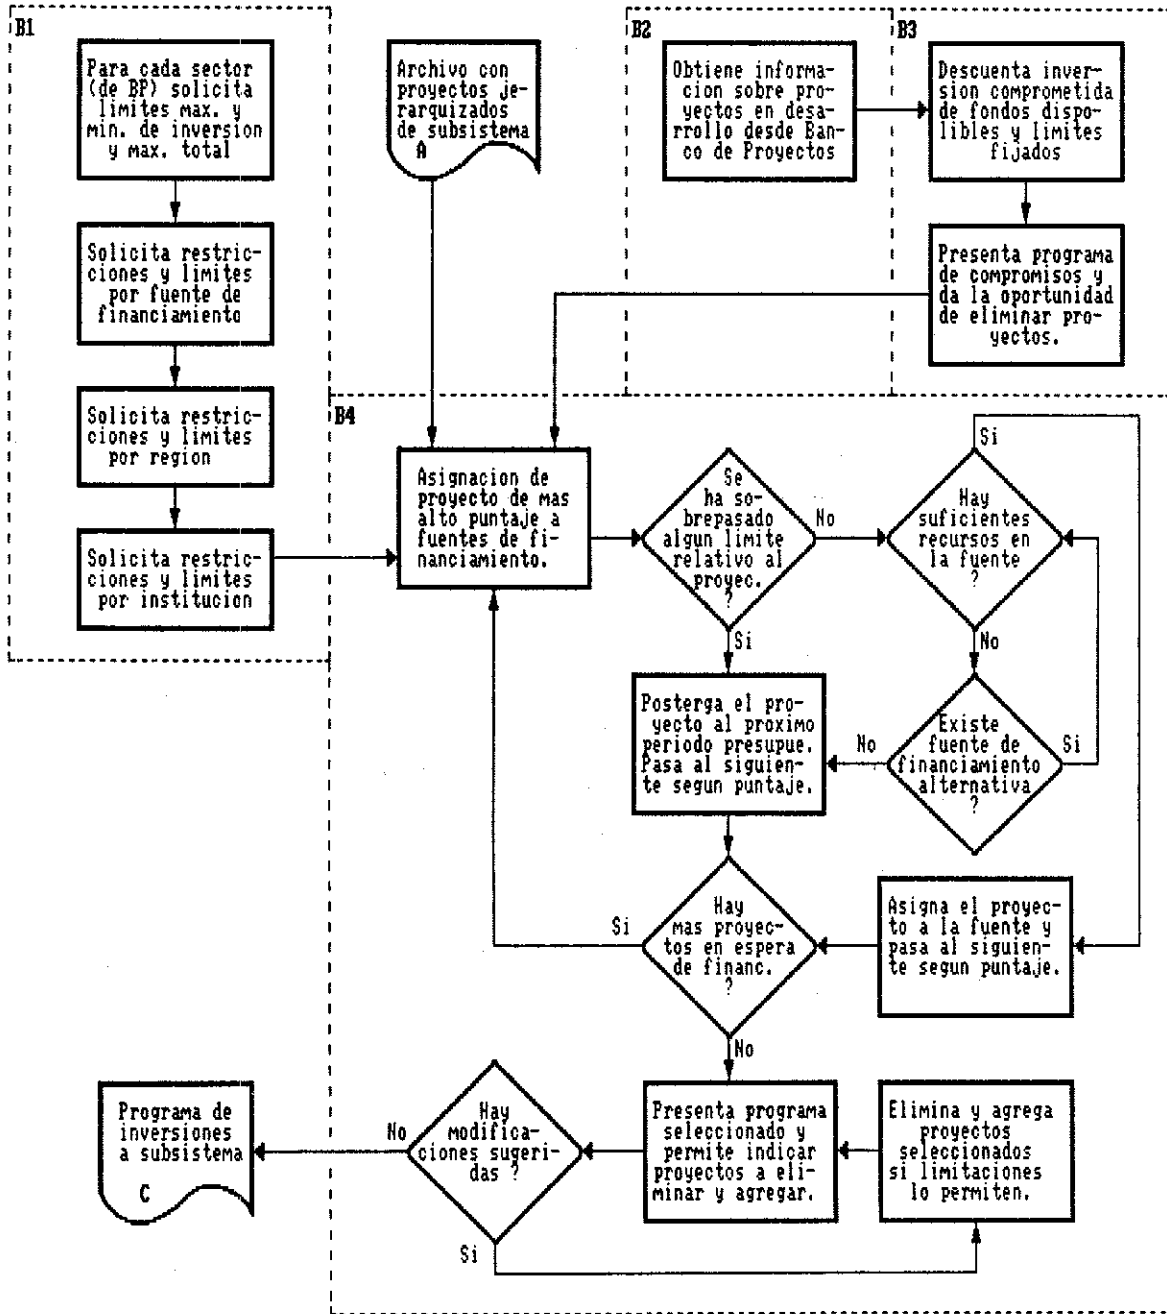 B1
Para cada sector
(de BP) solicita
limites max. y
min. de inversion
y max. total
Solicita restric-
ciones y limites
por fuente de
financiamiento
Solicita restric-
ciones y limites
por region
Solicita restric-
ciones y limites
por institucion
Archivo con
proyectos je-
rarquizados
de subsistema
A
B2
Obtiene informa-
cion sobre pro-
yectos en desa-
rrollo desde Ban-
co de Proyectos
B3
Descuenta inver-
sion comprometida
de fondos dispo-
libles y limites
fijados
Presenta programa
de compromisos y
da la oportunidad
de eliminar pro-
yectos.
B4
Asignacion de
proyecto de mas
alto puntaje a
fuentes de fi-
nanciamiento.
Se
ha so-
brepasado
algun limite
relativo al
proyec.
?
No
Si
Si
Hay
suficientes
recursos en
la fuente
?
No
Posterga el pro-
yecto al proximo
periodo presupue.
Pasa al siguien-
te segun puntaje.
No
Existe
fuente de
financiamiento
alternativa
?
Si
Si
Hay
mas proyec-
tos en espera
de financ.
?
No
Asigna el proyec-
to a la fuente y
pasa al siguien-
te segun puntaje.
Programa de
inversiones
a subsistema
C
No
Hay
modifica-
ciones sugeri-
das ?
Si
Presenta programa
seleccionado y
permite indicar
proyectos a eli-
minar y agregar.
Elimina y agrega
proyectos
seleccionados
si limitaciones
lo permiten.